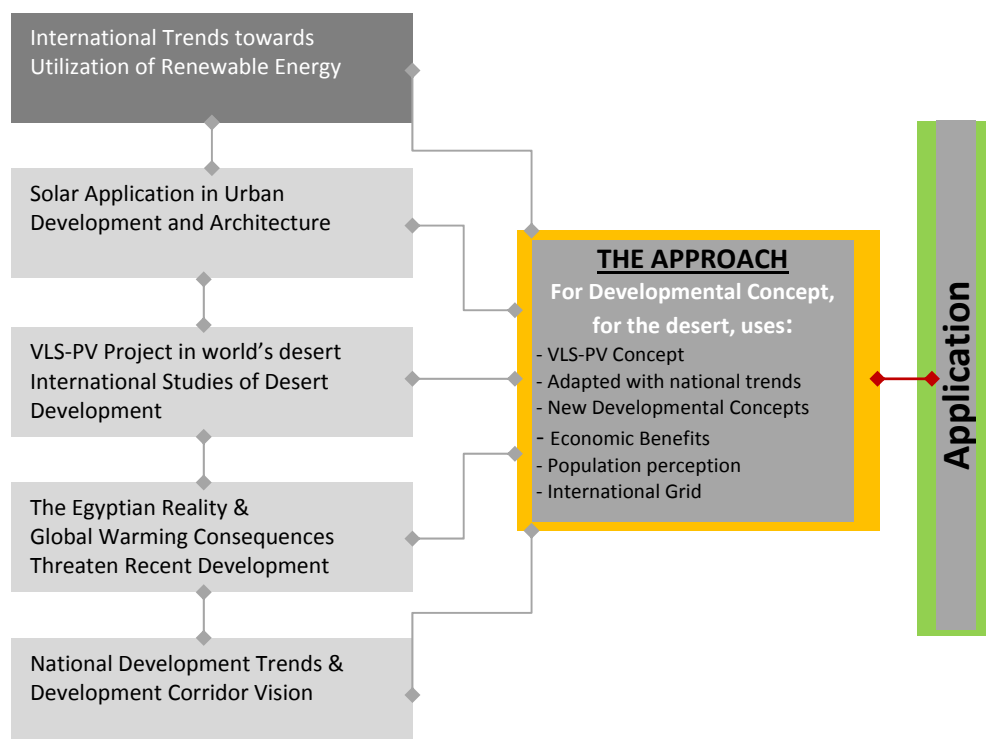 International Trends towards
Utilization of Renewable Energy
Solar Application in Urban
Development and Architecture
VLS-PV Project in world's desert
International Studies of Desert
Development
The Egyptian Reality &
Global Warming Consequences
Threaten Recent Development
National Development Trends &
Development Corridor Vision
THE APPROACH
For Developmental Concept,
for the desert, uses:
- VLS-PV Concept
- Adapted with national trends
- New Developmental Concepts
- Economic Benefits
- Population perception
- International Grid
Application